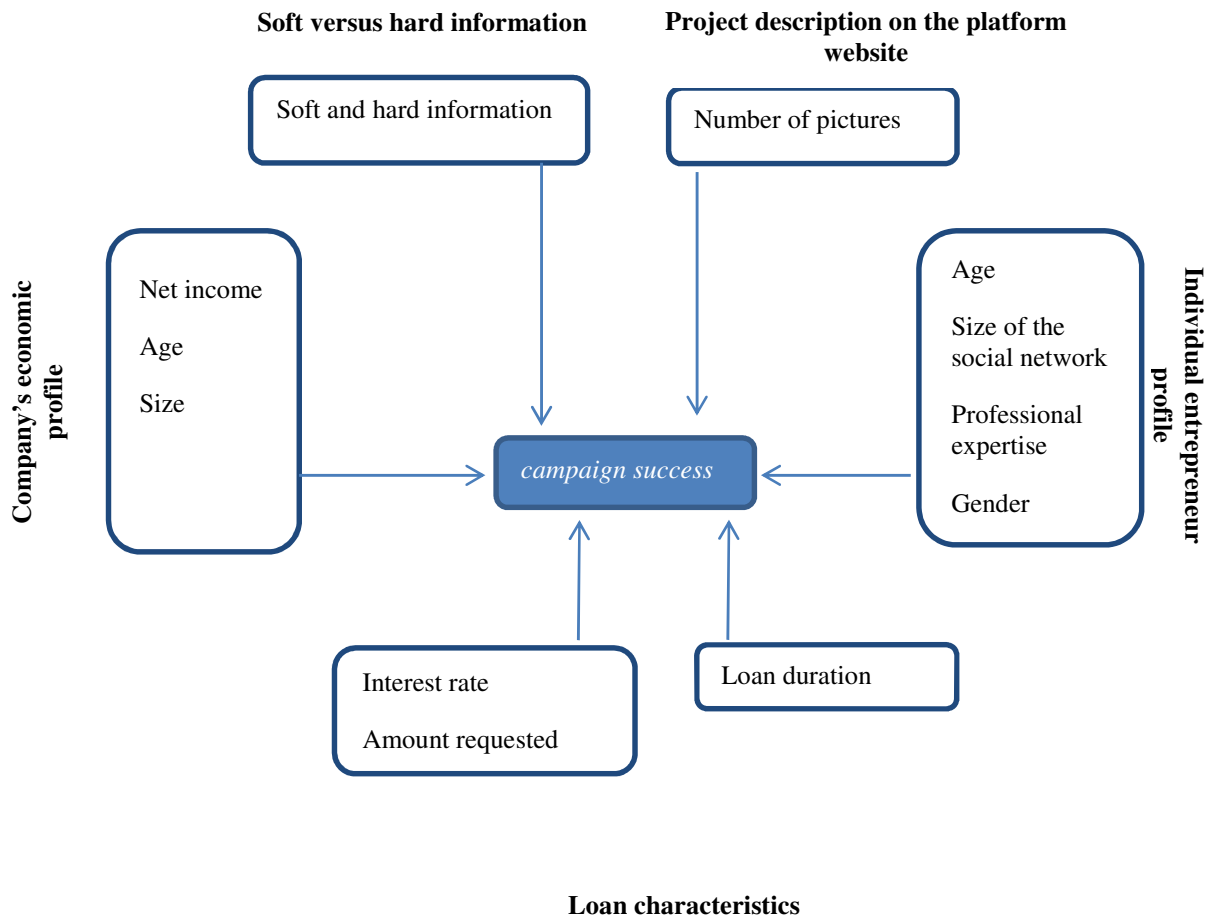 Soft versus hard information
Project description on the platform
website
Soft and hard information
Number of pictures
Company's economic
profile
Net income
Age
Size
campaign success
Age
Size of the
social network
Professional
expertise
Gender
Individual entrepreneur
profile
Interest rate
Amount requested
Loan duration
Loan characteristics